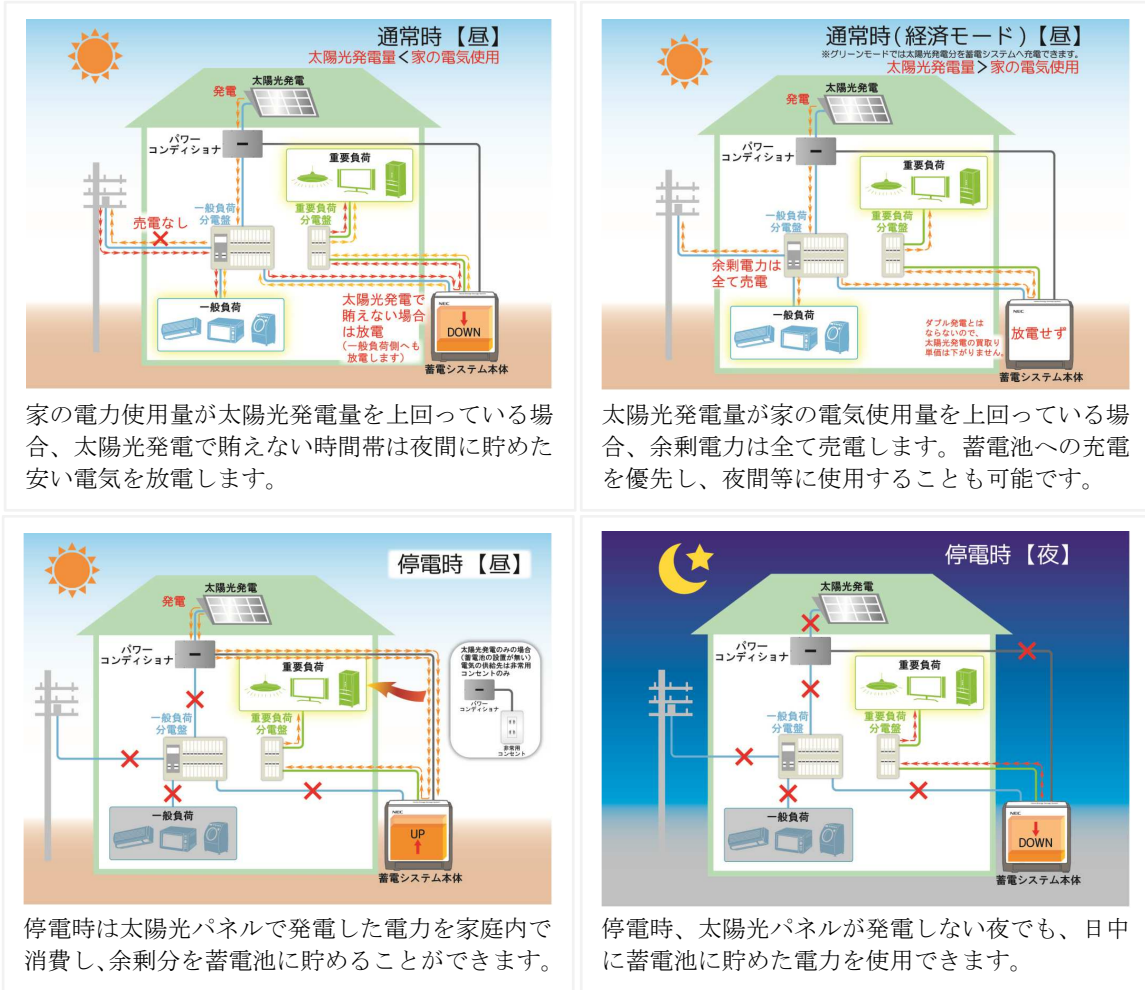 通常時【昼】
太陽光発電量<家の電気使用
太陽光発電
発電
パワー
コンディショナ
重要負荷
一般負荷
分電盤
重要負荷
分電盤
売電なし
一般負荷
太陽光発電で
賄えない場合
は放電
(一般負荷側へも
放電します)
NEC
DOWN
蓄電システム本体
家の電力使用量が太陽光発電量を上回っている場
合、太陽光発電で賄えない時間帯は夜間に貯めた
安い電気を放電します。
通常時(経済モード)【昼】
※グリーンモードでは太陽光発電分を蓄電システムへ充電できます。
太陽光発電量>家の電気使用
太陽光発電
発電
パワー
コンディショナ
重要負荷
一般負荷
分電盤
重要負荷
分電盤
余剰電力は
全て売電
一般負荷
ダブル発電とは
ならないので、
太陽光発電の買取り
単価は下がりません。
NEC
放電せず
蓄電システム本体
太陽光発電量が家の電気使用量を上回っている場
合、余剰電力は全て売電します。蓄電池への充電
を優先し、夜間等に使用することも可能です。
停電時【昼】
太陽光発電
発電
パワー
コンディショナ
重要負荷
太陽光発電のみの場合
(蓄電池の設置が無い)
電気の供給先は非常用
コンセントのみ
パワー
コンディショナ
非常用
コンセント
一般負荷
分電盤
重要負荷
分電盤
一般負荷
NEC
UP
蓄電システム本体
停電時は太陽光パネルで発電した電力を家庭内で
消費し、余剰分を蓄電池に貯めることができます。
停電時【夜】
太陽光発電
パワー
コンディショナ
重要負荷
一般負荷
分電盤
重要負荷
分電盤
一般負荷
NEC
DOWN
蓄電システム本体
停電時、太陽光パネルが発電しない夜でも、日中
に蓄電池に貯めた電力を使用できます。